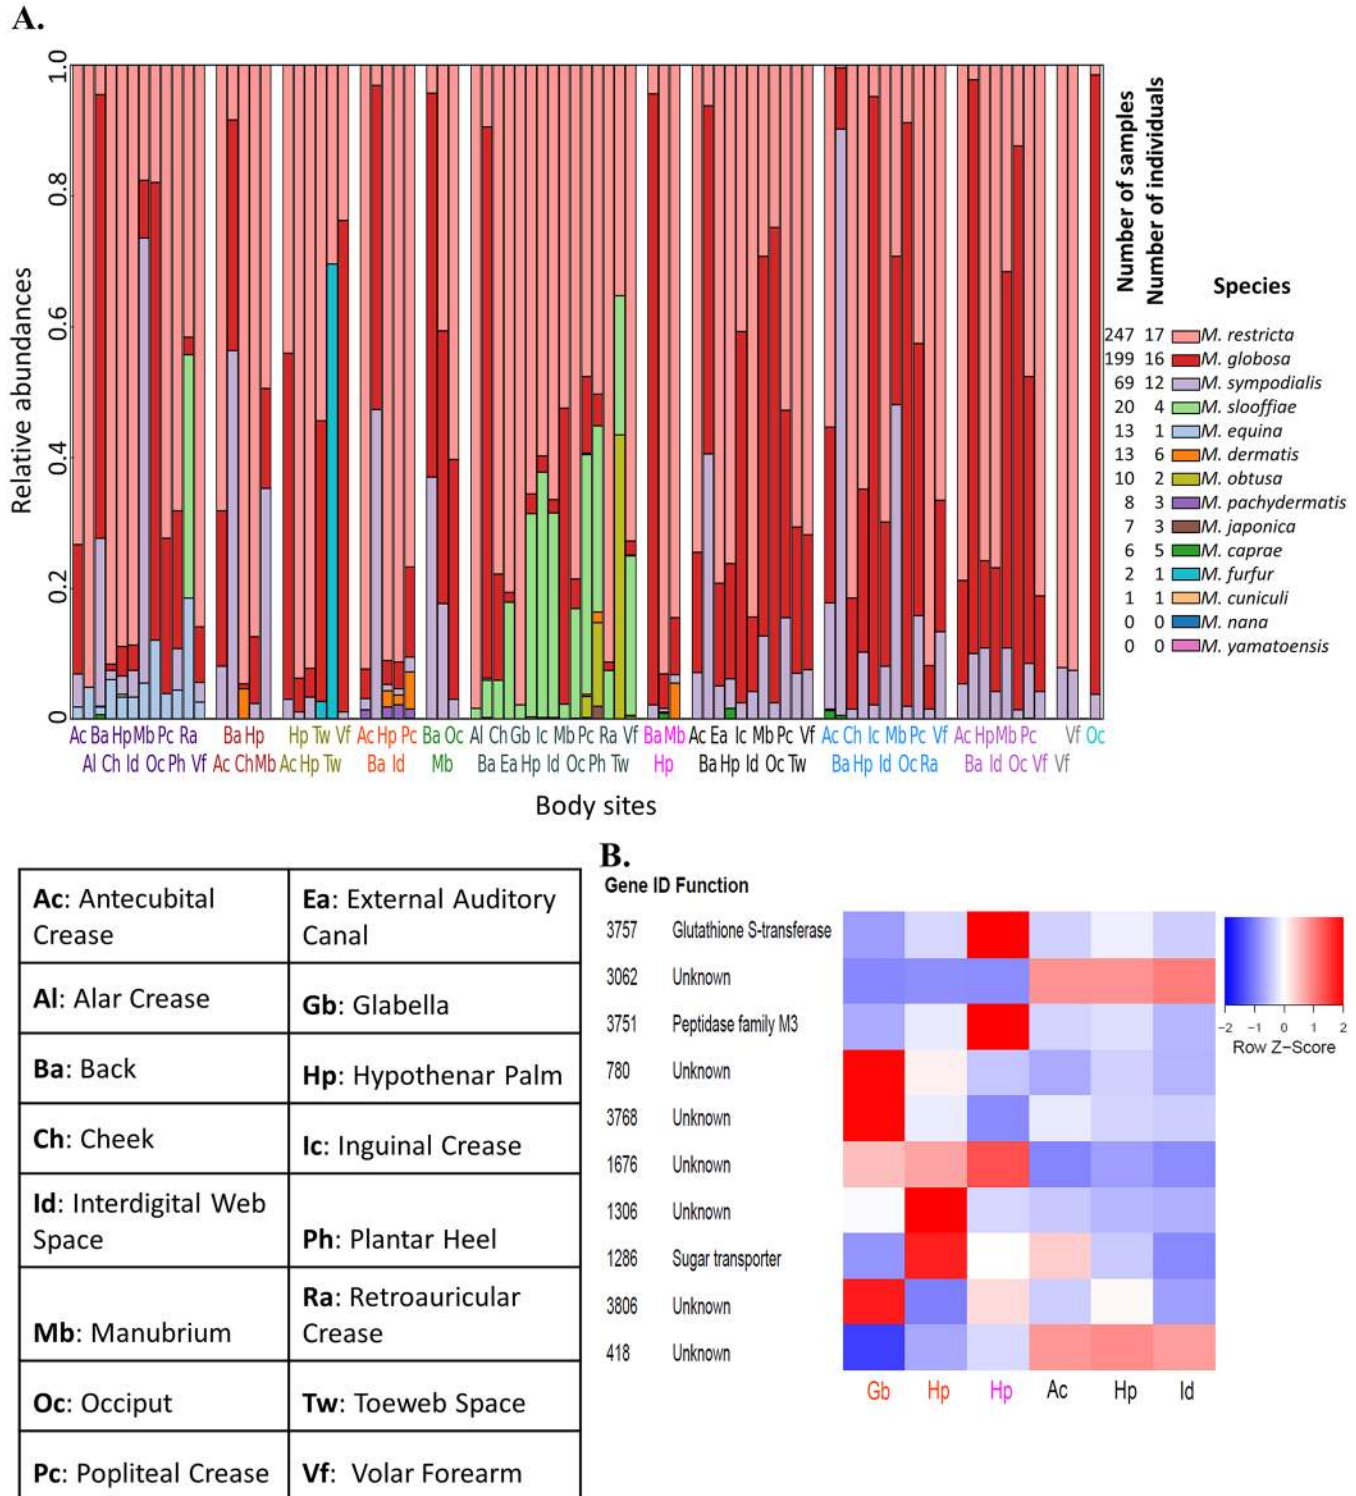 A.
Relative abundances
1.0
0.8
0.6
0.4
0.2
0
Ac Ba Hp Mb Pc Ra Ba Hp Hp Tw Vf Ac Hp Pc Ba Oc Al Ch Gb Ic Mb Pc Ra Vf Ba Mb Ac Ea Ic Mb Pc Vf Ac Ch Ic Mb Pc Vf Ac Hp Mb Pc Vf Oc
Al Ch Id Oc Ph Vf Ac Ch Mb Ac Hp Tw Ba Id Mb Ba Ea Hp Id Oc Ph Tw Hp Ba Hp Id Oc Tw Ba Hp Id Oc Ra Ba Id Oc Vf Vf
Body sites
Number of samples
Number of individuals
Species
247 17 M. restricta
199 16 M. globosa
69 12 M. sympodialis
20 4 M. slooffiae
13 1 M. equina
13 6 M. dermatis
10 2 M. obtusa
8 3 M. pachydermatis
7 3 M. japonica
6 5 M. caprae
2 1 M. furfur
1 1 M. cuniculi
0 0 M. nana
0 0 M. yamatoensis
Ac: Antecubital
Crease
Ea: External Auditory
Canal
Al: Alar Crease
Gb: Glabella
Ba: Back
Hp: Hypothenar Palm
Ch: Cheek
Ic: Inguinal Crease
Id: Interdigital Web
Space
Ph: Plantar Heel
Mb: Manubrium
Ra: Retroauricular
Crease
Oc: Occiput
Tw: Toeweb Space
Pc: Popliteal Crease
Vf: Volar Forearm
B.
Gene ID Function
3757 Glutathione S-transferase
3062 Unknown
3751 Peptidase family M3
780 Unknown
3768 Unknown
1676 Unknown
1306 Unknown
1286 Sugar transporter
3806 Unknown
418 Unknown
Gb Hp Hp Ac Hp Id
−2 −1 0 1 2
Row Z−Score